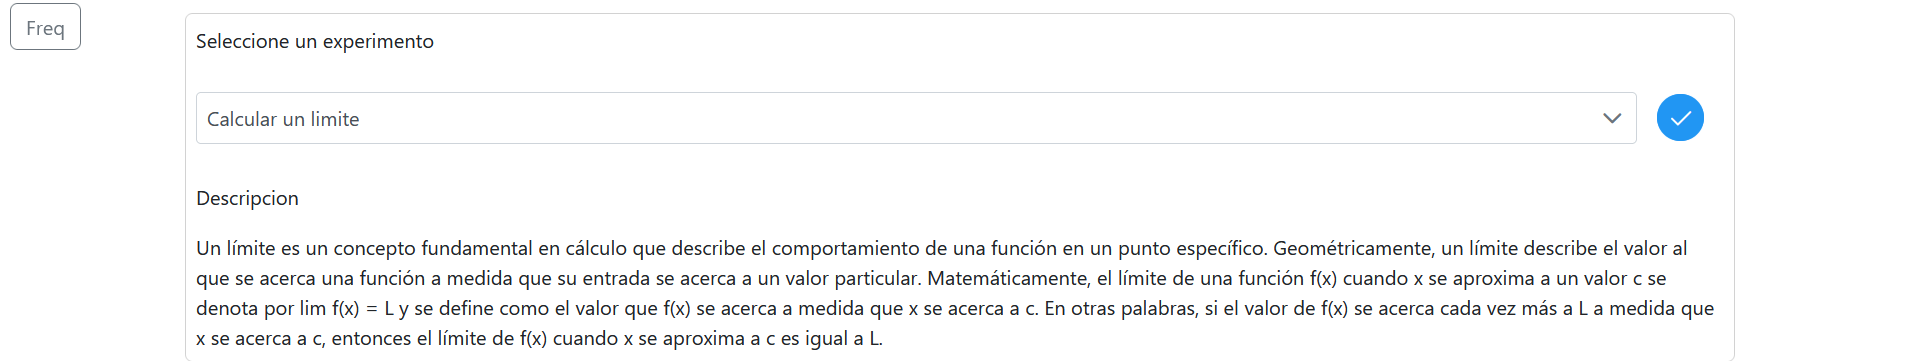 Freq
Seleccione un experimento
Calcular un limite
Descripcion
Un límite es un concepto fundamental en cálculo que describe el comportamiento de una función en un punto específico. Geométricamente, un límite describe el valor al
que se acerca una función a medida que su entrada se acerca a un valor particular. Matemáticamente, el límite de una función f(x) cuando x se aproxima a un valor c se
denota por lim f(x) = L y se define como el valor que f(x) se acerca a medida que x se acerca a c. En otras palabras, si el valor de f(x) se acerca cada vez más a L a medida que
x se acerca a c, entonces el límite de f(x) cuando x se aproxima a c es igual a L.